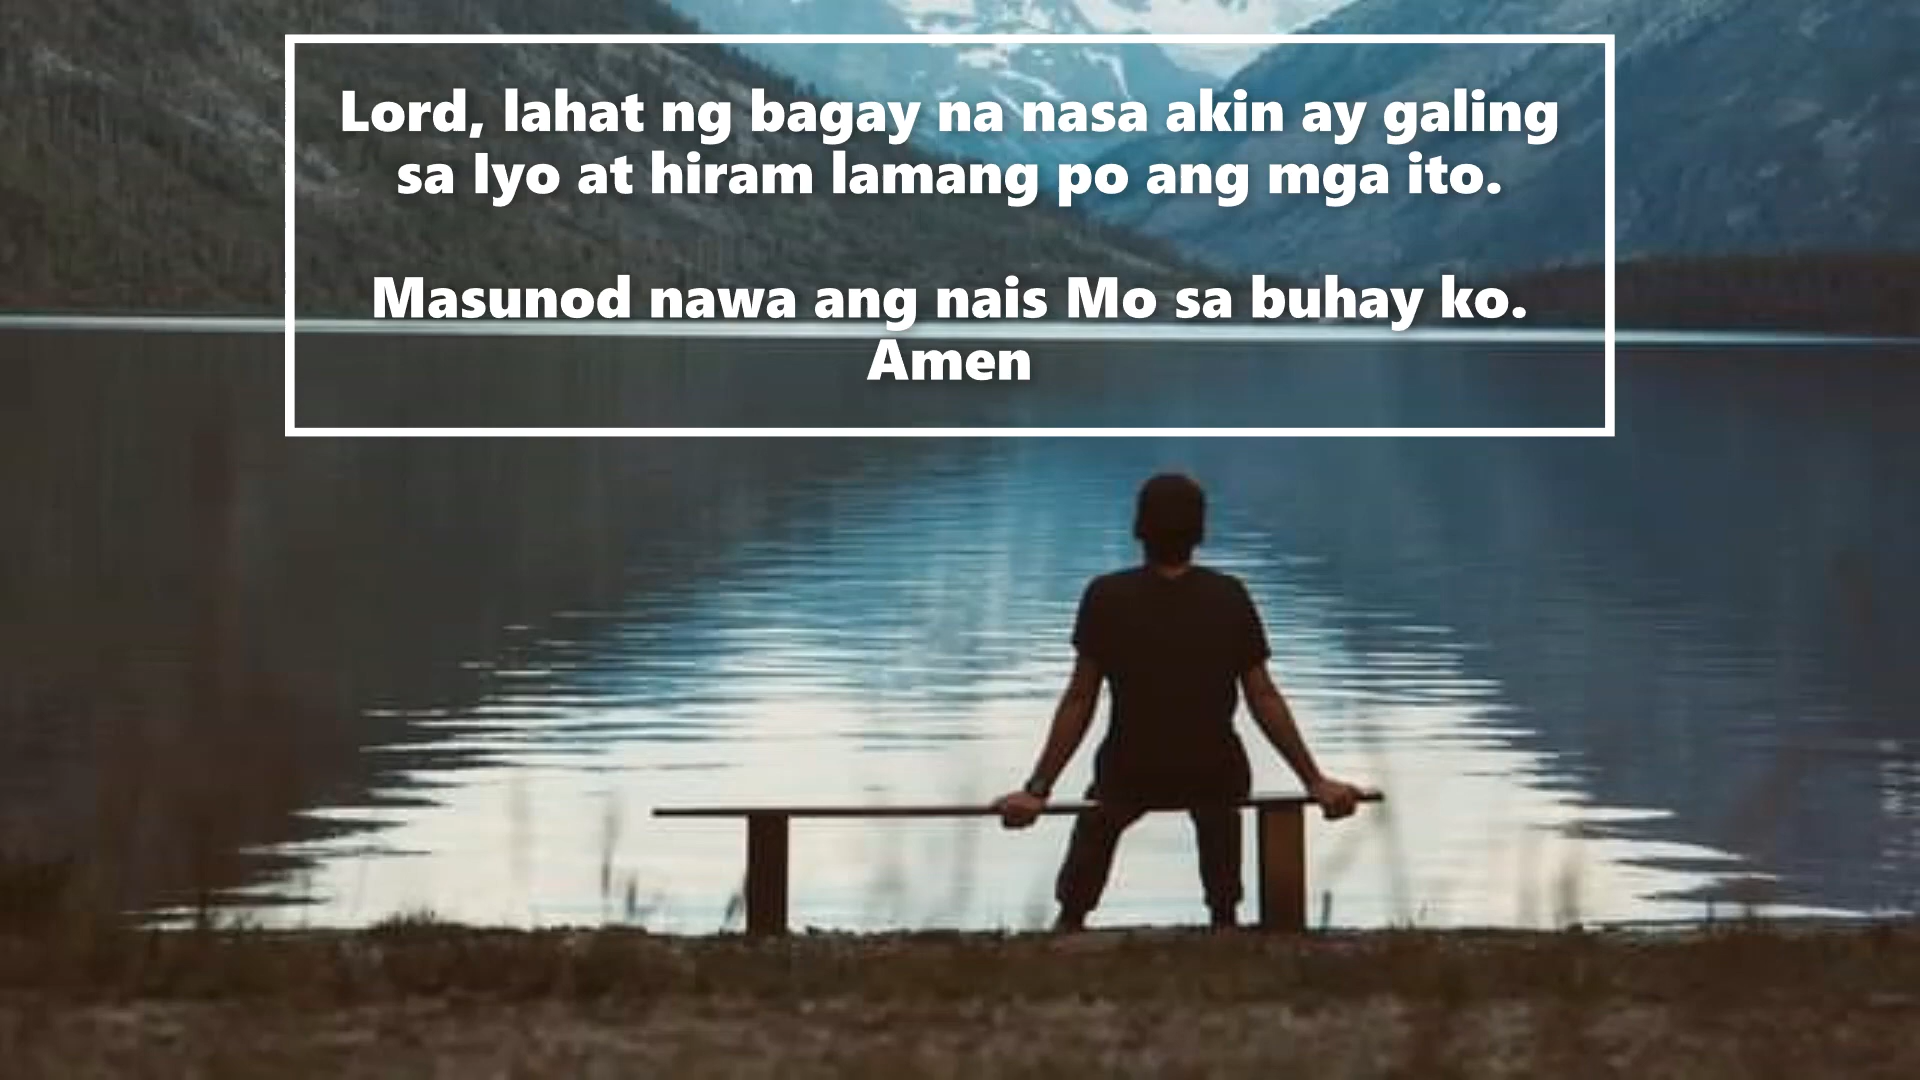 Lord, lahat ng bagay na nasa akin ay galing
sa Iyo at hiram lamang po ang mga ito.
Masunod nawa ang nais Mo sa buhay ko.
Amen